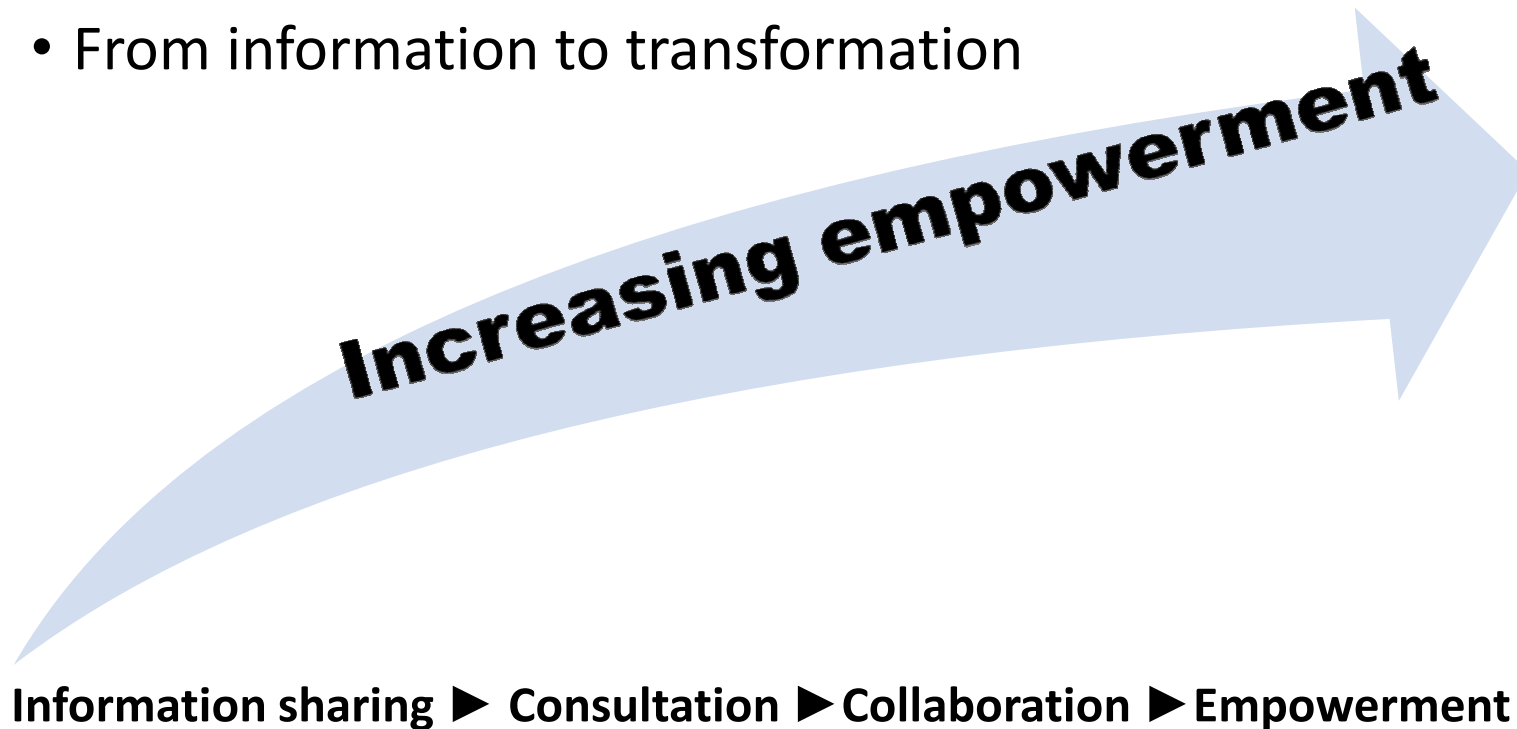 • From information to transformation
Increasing empowerment
Information sharing ► Consultation ► Collaboration ► Empowerment